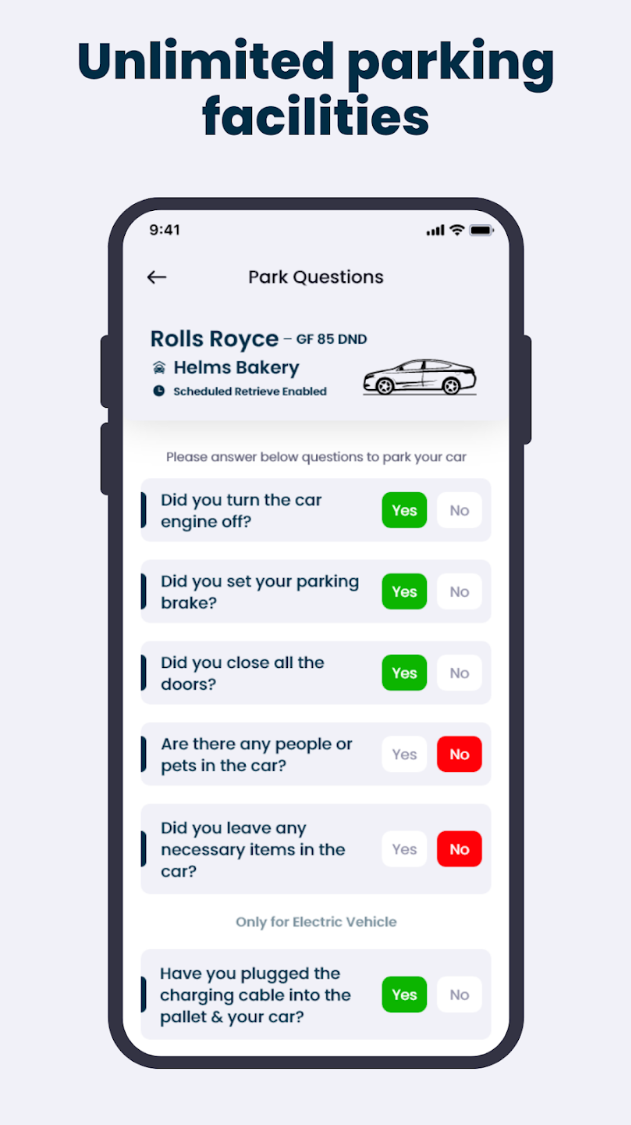 Unlimited parking
facilities
9:41
Park Questions
Rolls Royce – GF 85 DND
Helms Bakery
Scheduled Retrieve Enabled
Please answer below questions to park your car
Did you turn the car
engine off?
Yes No
Did you set your parking
brake?
Yes No
Did you close all the
doors?
Yes No
Are there any people or
pets in the car?
Yes No
Did you leave any
necessary items in the
car?
Yes No
Only for Electric Vehicle
Have you plugged the
charging cable into the
pallet & your car?
Yes No